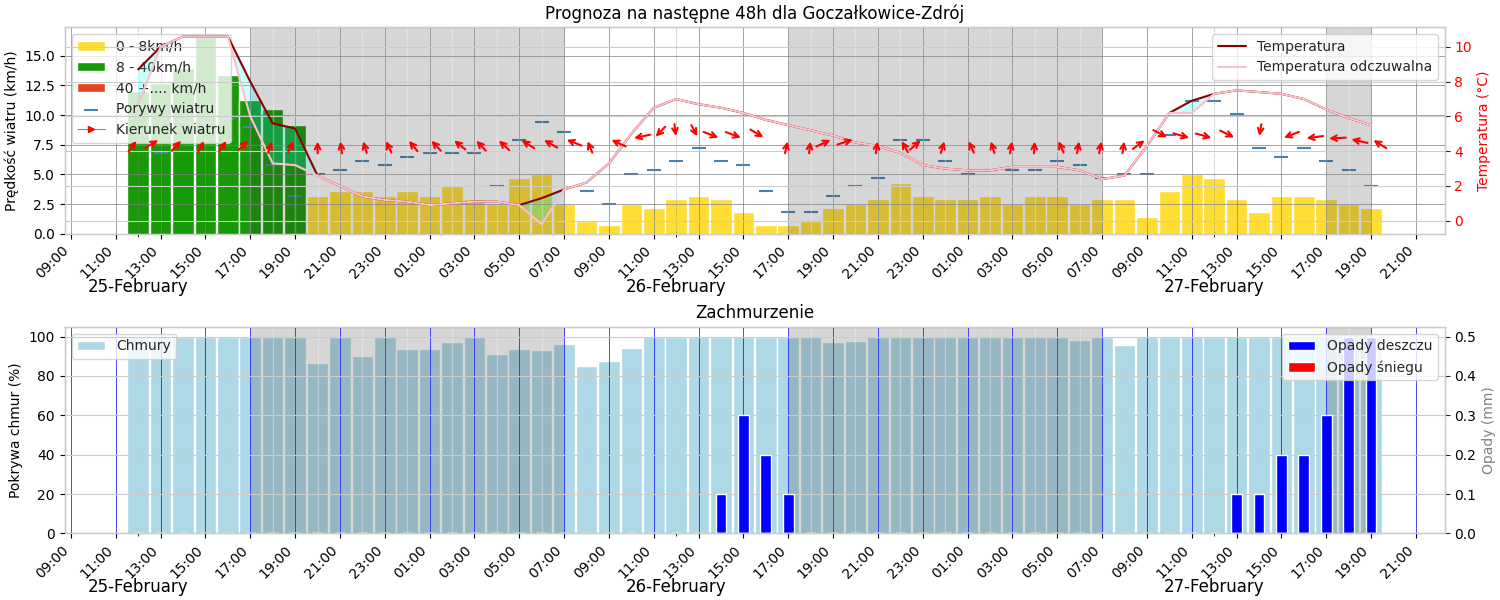 Prognoza na następne 48h dla Goczałkowice-Zdrój
Prędkość wiatru (km/h)
15.0
12.5
10.0
7.5
5.0
2.5
0.0
0 - 8km/h
8 - 40km/h
40 - .... km/h
Porywy wiatru
Kierunek wiatru
Temperatura
Temperatura odczuwalna
10
8
6
4
2
0
Temperatura (°C)
09:00 11:00 13:00 15:00 17:00 19:00 21:00 23:00 01:00 03:00 05:00 07:00 09:00 11:00 13:00 15:00 17:00 19:00 21:00 23:00 01:00 03:00 05:00 07:00 09:00 11:00 13:00 15:00 17:00 19:00 21:00
25-February 26-February 27-February
Zachmurzenie
Pokrywa chmur (%)
100
80
60
40
20
0
Chmury
Opady deszczu
Opady śniegu
0.5
0.4
0.3
0.2
0.1
0.0
Opady (mm)
09:00 11:00 13:00 15:00 17:00 19:00 21:00 23:00 01:00 03:00 05:00 07:00 09:00 11:00 13:00 15:00 17:00 19:00 21:00 23:00 01:00 03:00 05:00 07:00 09:00 11:00 13:00 15:00 17:00 19:00 21:00
25-February 26-February 27-February